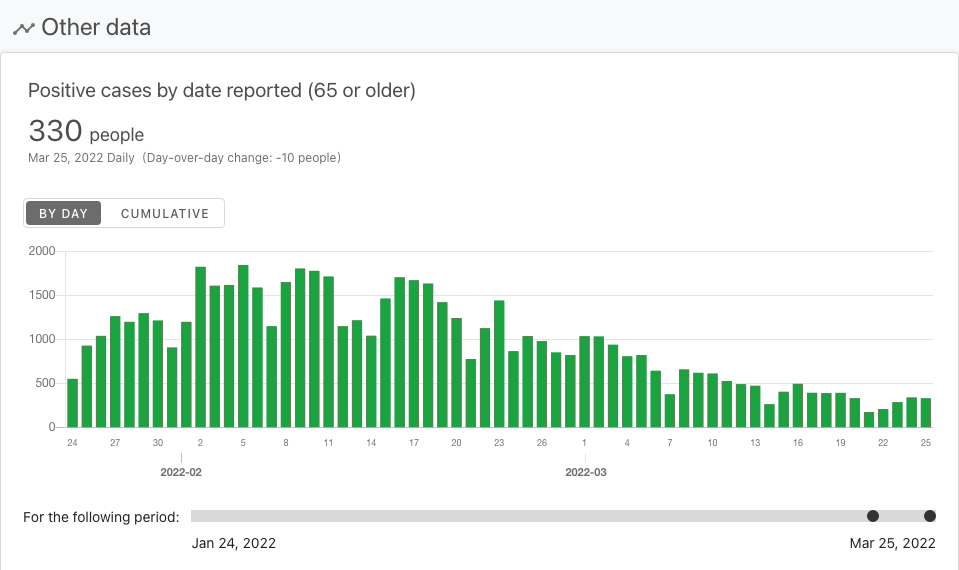 Other data
Positive cases by date reported (65 or older)
330 people
Mar 25, 2022 Daily (Day-over-day change: -10 people)
BY DAY CUMULATIVE
2000
1500
1000
500
0
24 27 30 2 5 8 11 14 17 20 23 26 1 4 7 10 13 16 19 22 25
2022-02 2022-03
For the following period:
Jan 24, 2022 Mar 25, 2022